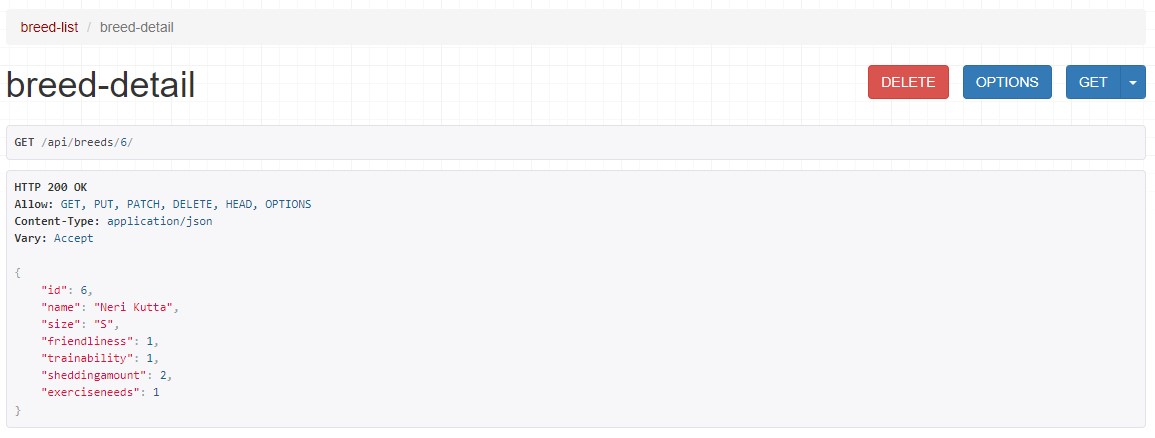 breed-list / breed-detail
breed-detail
DELETE OPTIONS GET
GET /api/breeds/6/
HTTP 200 OK
Allow: GET, PUT, PATCH, DELETE, HEAD, OPTIONS
Content-Type: application/json
Vary: Accept
{
"id": 6,
"name": "Neri Kutta",
"size": "S",
"friendliness": 1,
"trainability": 1,
"sheddingamount": 2,
"exerciseneeds": 1
}